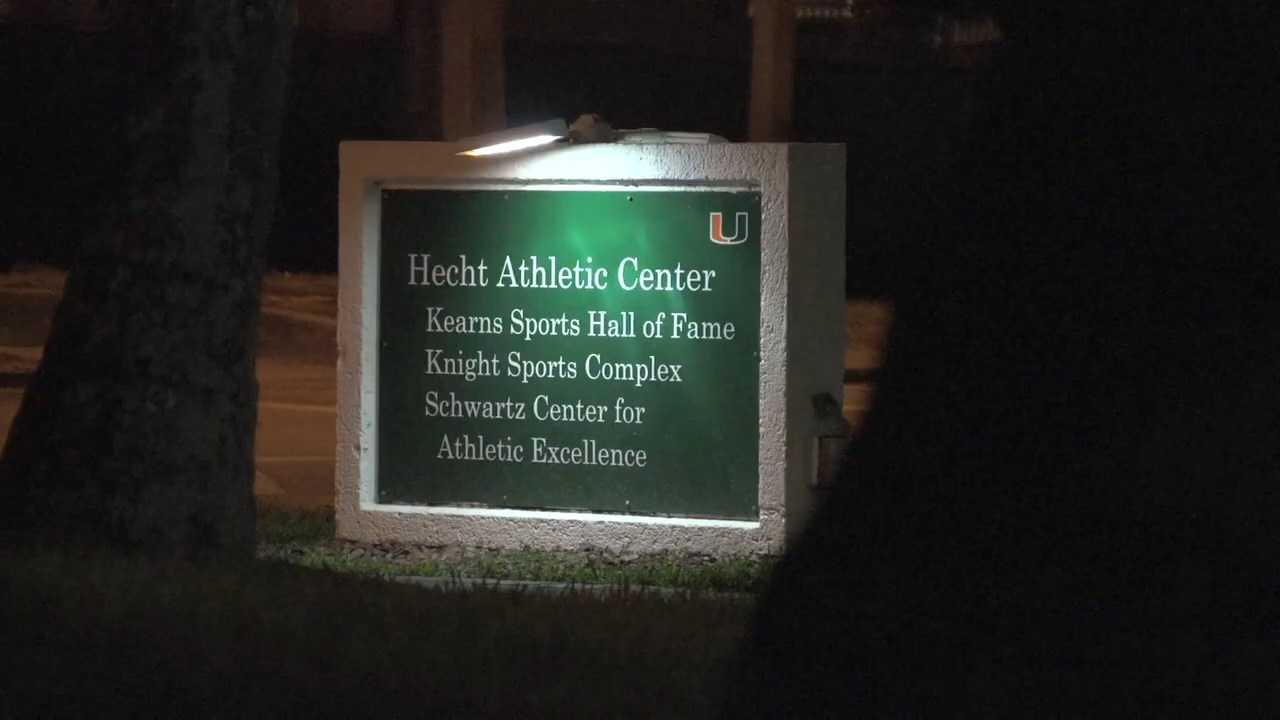 U
Hecht Athletic Center
Kearns Sports Hall of Fame
Knight Sports Complex
Schwartz Center for
Athletic Excellence